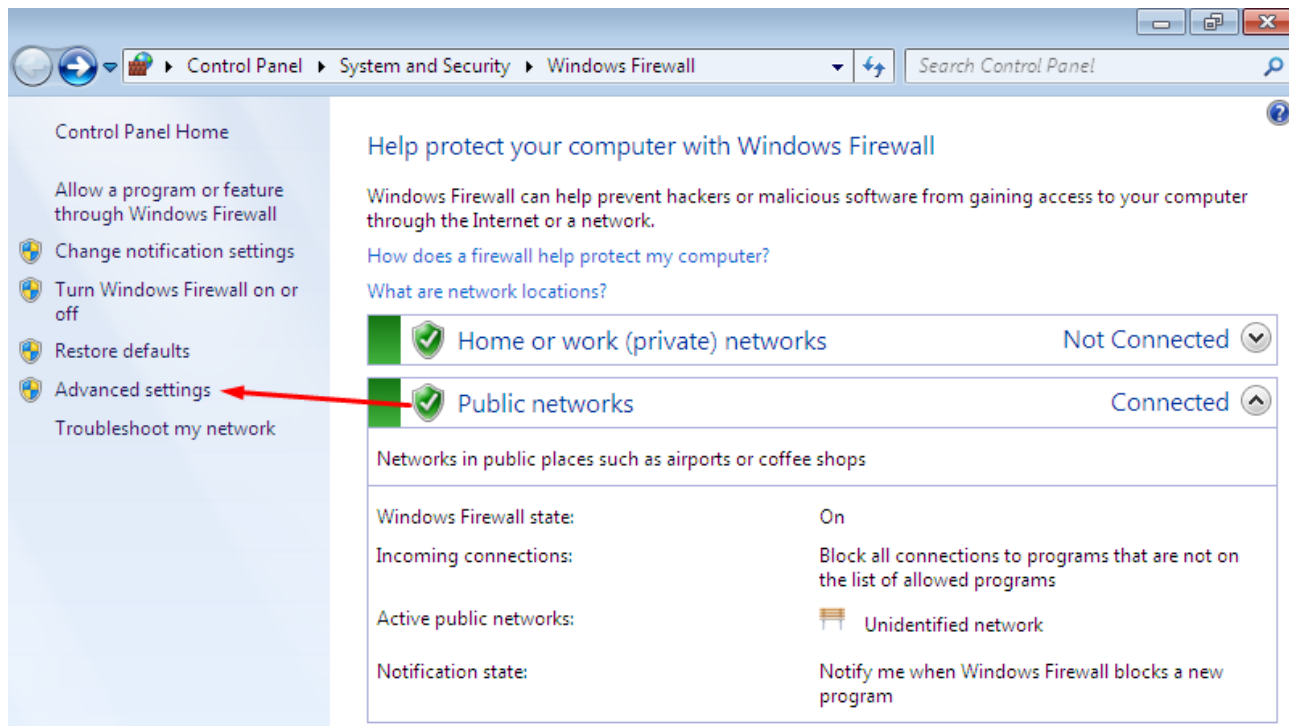 Control Panel
System and Security
Windows Firewall
Search Control Panel
Control Panel Home
Allow a program or feature
through Windows Firewall
Change notification settings
Turn Windows Firewall on or
off
Restore defaults
Advanced settings
Troubleshoot my network
Help protect your computer with Windows Firewall
Windows Firewall can help prevent hackers or malicious software from gaining access to your computer
through the Internet or a network.
How does a firewall help protect my computer?
What are network locations?
Home or work (private) networks Not Connected
Public networks Connected
Networks in public places such as airports or coffee shops
Windows Firewall state: On
Incoming connections: Block all connections to programs that are not on
the list of allowed programs
Active public networks: Unidentified network
Notification state: Notify me when Windows Firewall blocks a new
program